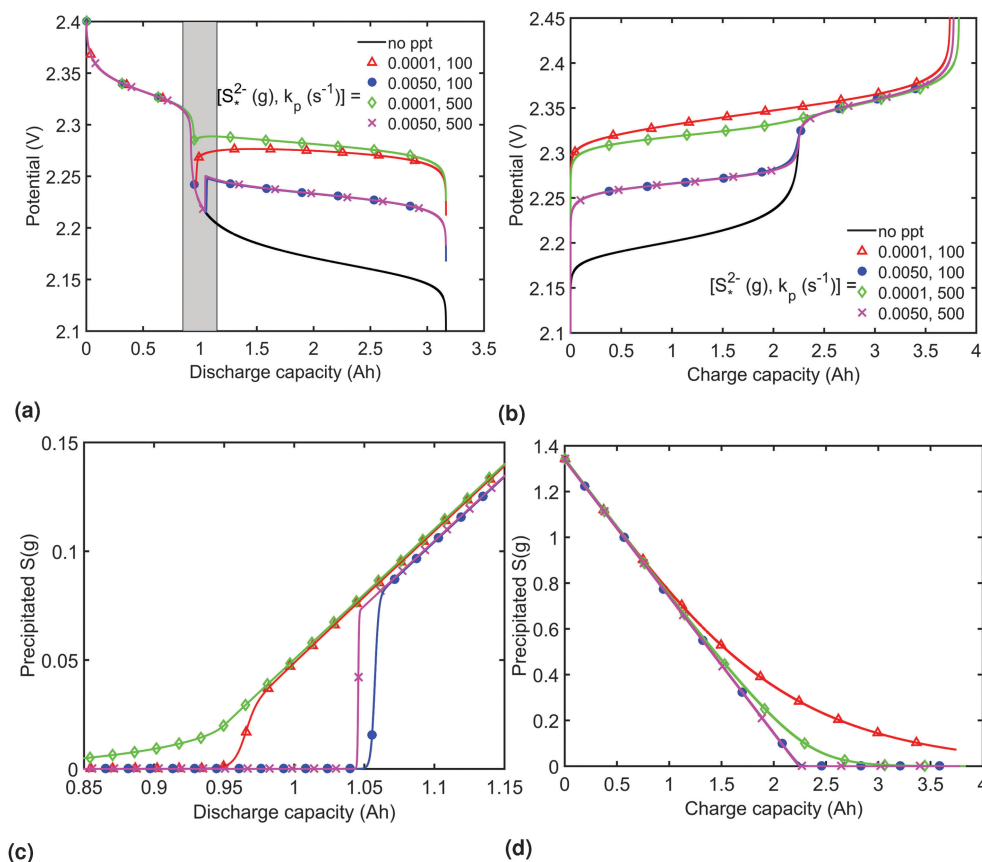 2.4
2.35
2.3
2.25
2.2
2.15
2.1
Potential (V)
0 0.5 1 1.5 2 2.5 3 3.5
Discharge capacity (Ah)
no ppt
0.0001, 100
0.0050, 100
0.0001, 500
0.0050, 500
[S*2- (g), kp (s-1)] =
(a)
2.45
2.4
2.35
2.3
2.25
2.2
2.15
2.1
Potential (V)
0 0.5 1 1.5 2 2.5 3 3.5 4
Charge capacity (Ah)
no ppt
0.0001, 100
0.0050, 100
0.0001, 500
0.0050, 500
[S*2- (g), kp (s-1)] =
(b)
0.15
0.1
0.05
0
Precipitated S(g)
0.85 0.9 0.95 1 1.05 1.1 1.15
Discharge capacity (Ah)
(c)
1.4
1.2
1
0.8
0.6
0.4
0.2
0
Precipitated S(g)
0 0.5 1 1.5 2 2.5 3 3.5 4
Charge capacity (Ah)
(d)